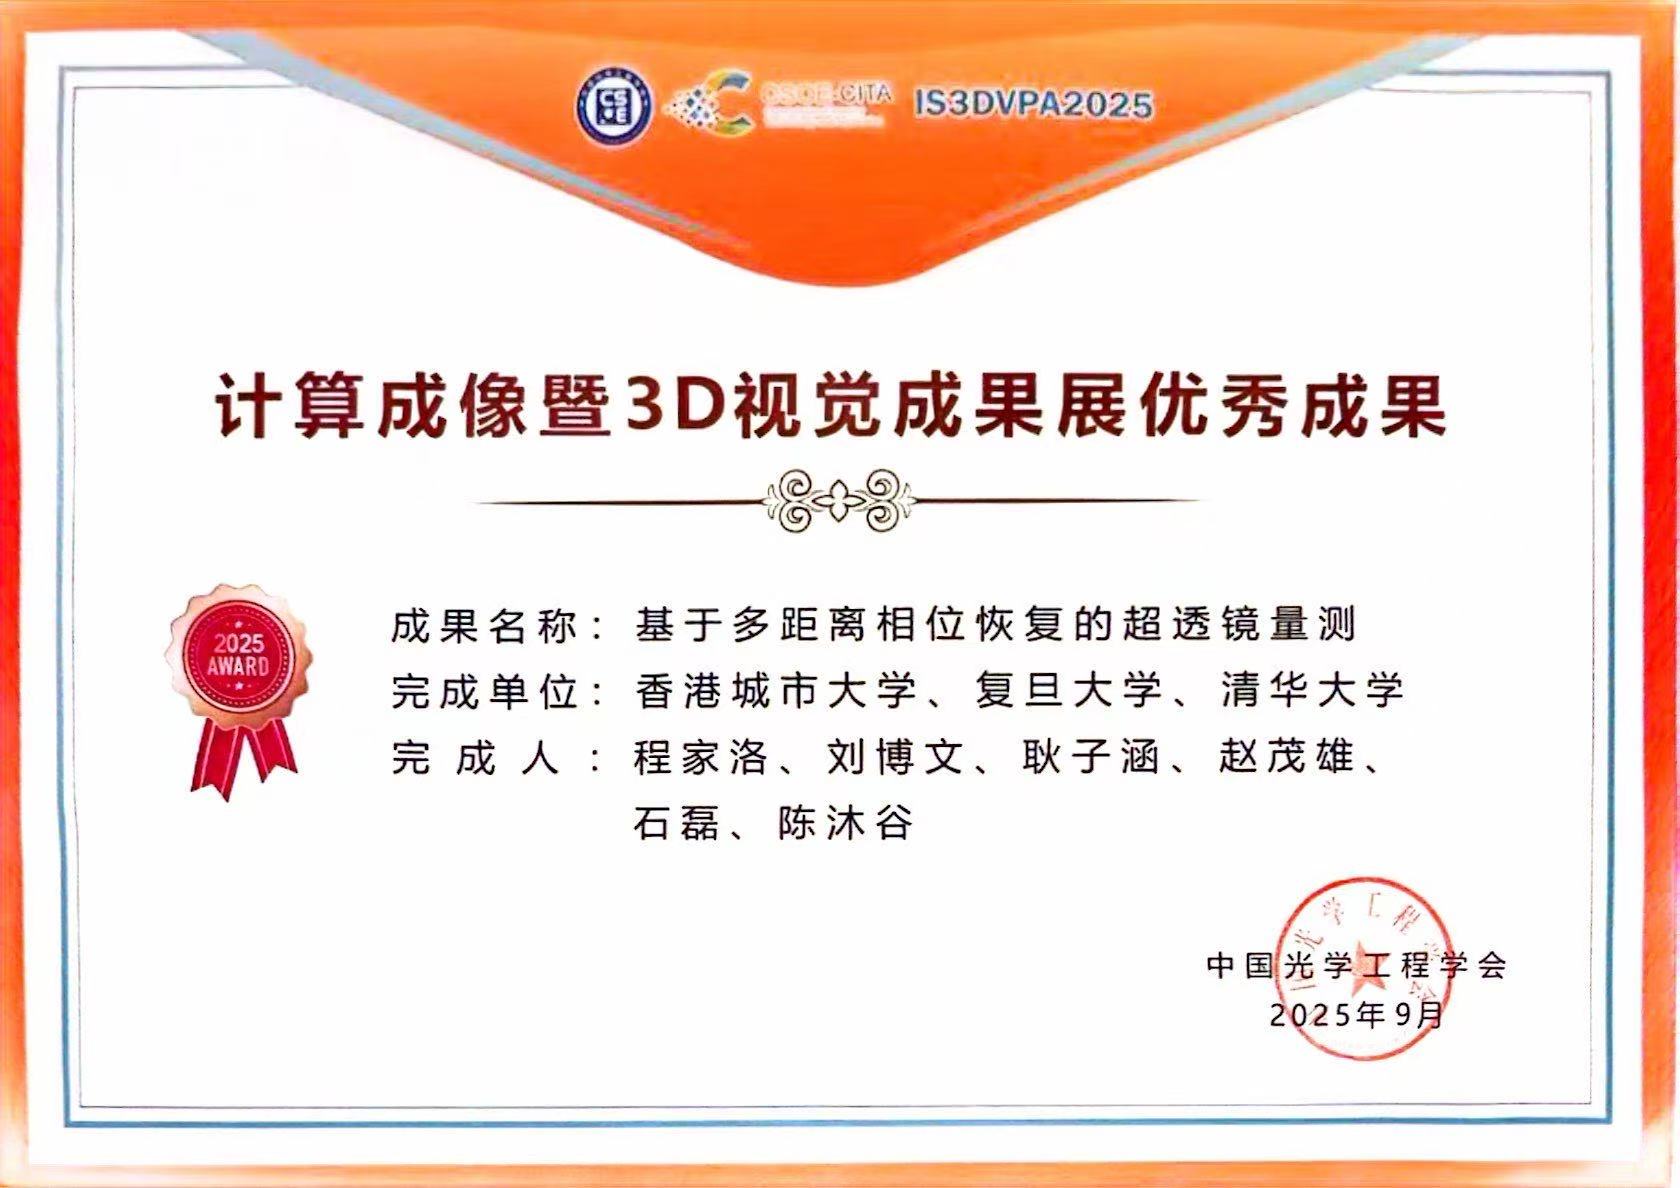 CSOE
CSOE-CITA
IS3DVPA2025
计算成像暨3D视觉成果展优秀成果
2025
AWARD
成果名称：基于多距离相位恢复的超透镜量测
完成单位：香港城市大学、复旦大学、清华大学
完成人：程家洛、刘博文、耿子涵、赵茂雄、
石磊、陈沐谷
中国光学工程学会
2025年9月